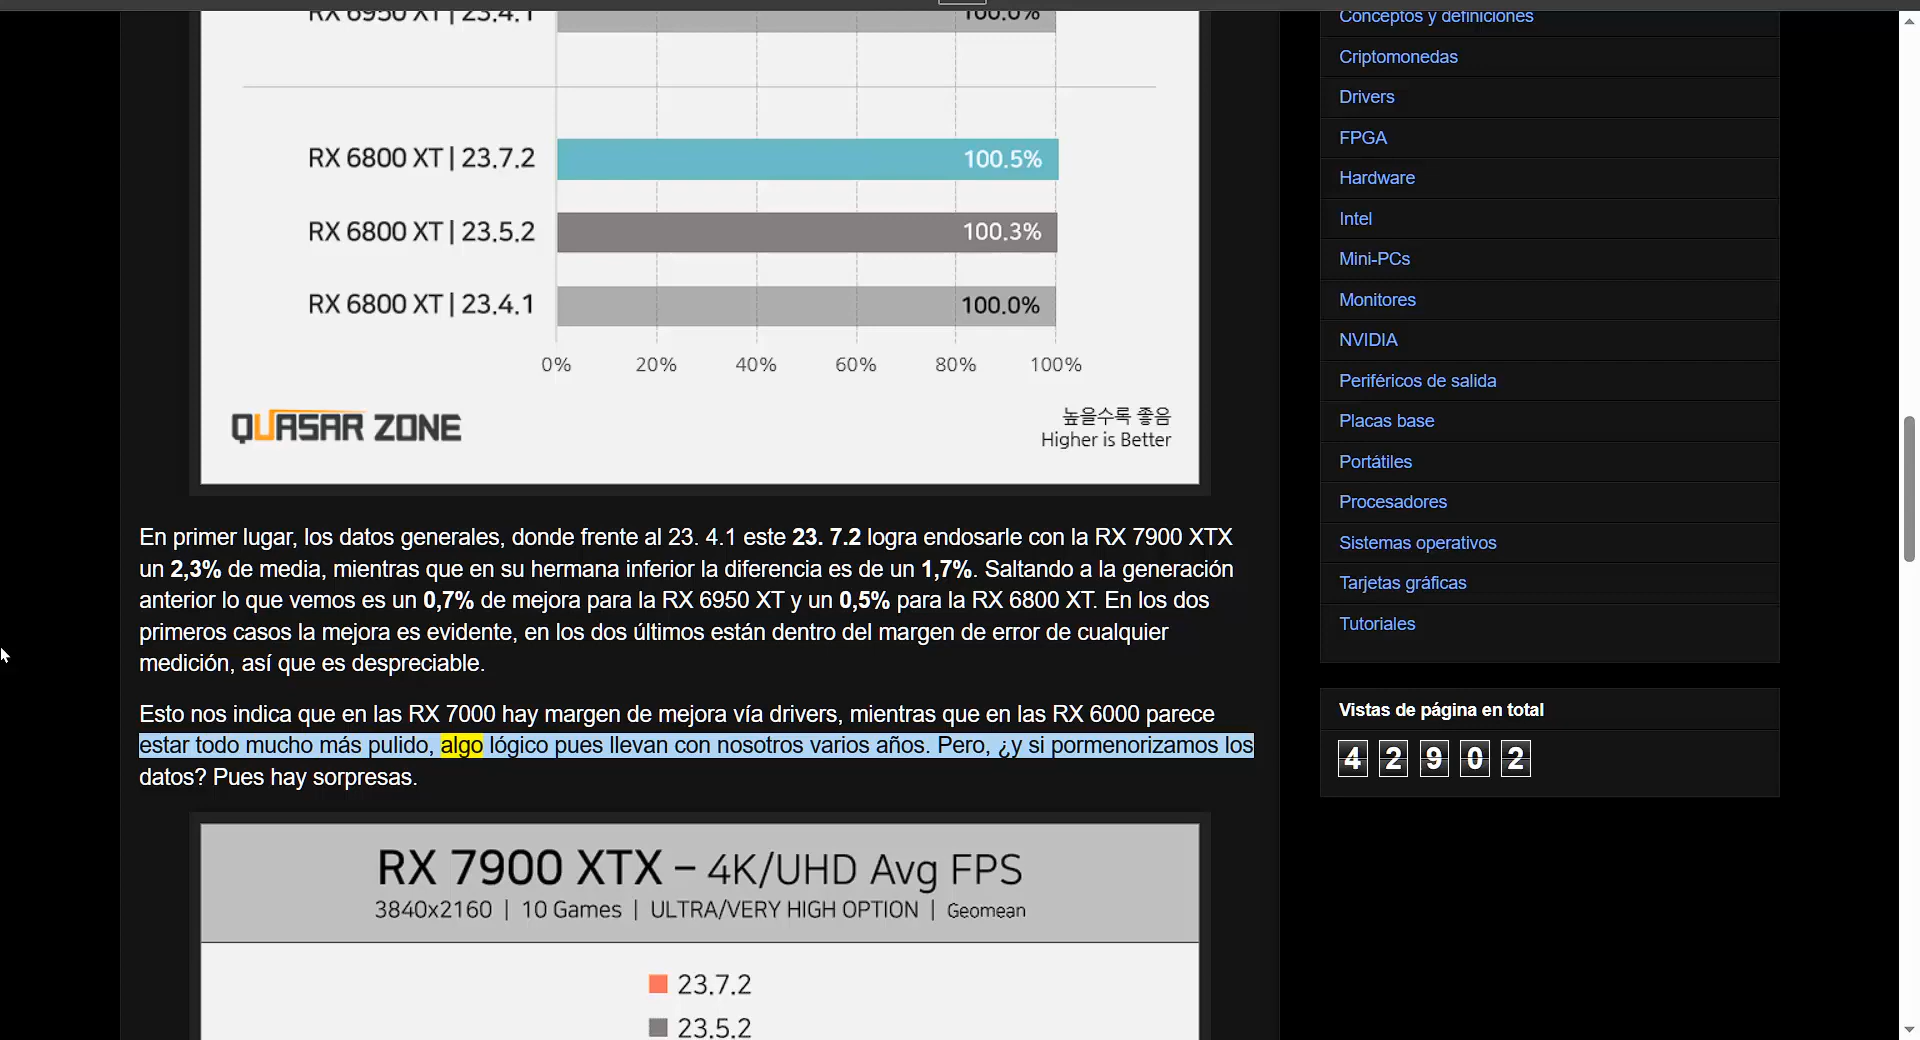 RX 6950 XT | 23.4.1
100.0%
RX 6800 XT | 23.7.2
100.5%
RX 6800 XT | 23.5.2
100.3%
RX 6800 XT | 23.4.1
100.0%
0% 20% 40% 60% 80% 100%
QUASAR ZONE
높을수록 좋음
Higher is Better
En primer lugar, los datos generales, donde frente al 23. 4.1 este 23. 7.2 logra endosarle con la RX 7900 XTX
un 2,3% de media, mientras que en su hermana inferior la diferencia es de un 1,7%. Saltando a la generación
anterior lo que vemos es un 0,7% de mejora para la RX 6950 XT y un 0,5% para la RX 6800 XT. En los dos
primeros casos la mejora es evidente, en los dos últimos están dentro del margen de error de cualquier
medición, así que es despreciable.
Esto nos indica que en las RX 7000 hay margen de mejora vía drivers, mientras que en las RX 6000 parece
estar todo mucho más pulido, algo lógico pues llevan con nosotros varios años. Pero, ¿y si pormenorizamos los
datos? Pues hay sorpresas.
RX 7900 XTX – 4K/UHD Avg FPS
3840x2160 | 10 Games | ULTRA/VERY HIGH OPTION | Geomean
23.7.2
23.5.2
Conceptos y definiciones
Criptomonedas
Drivers
FPGA
Hardware
Intel
Mini-PCs
Monitores
NVIDIA
Periféricos de salida
Placas base
Portátiles
Procesadores
Sistemas operativos
Tarjetas gráficas
Tutoriales
Vistas de página en total
4 2 9 0 2